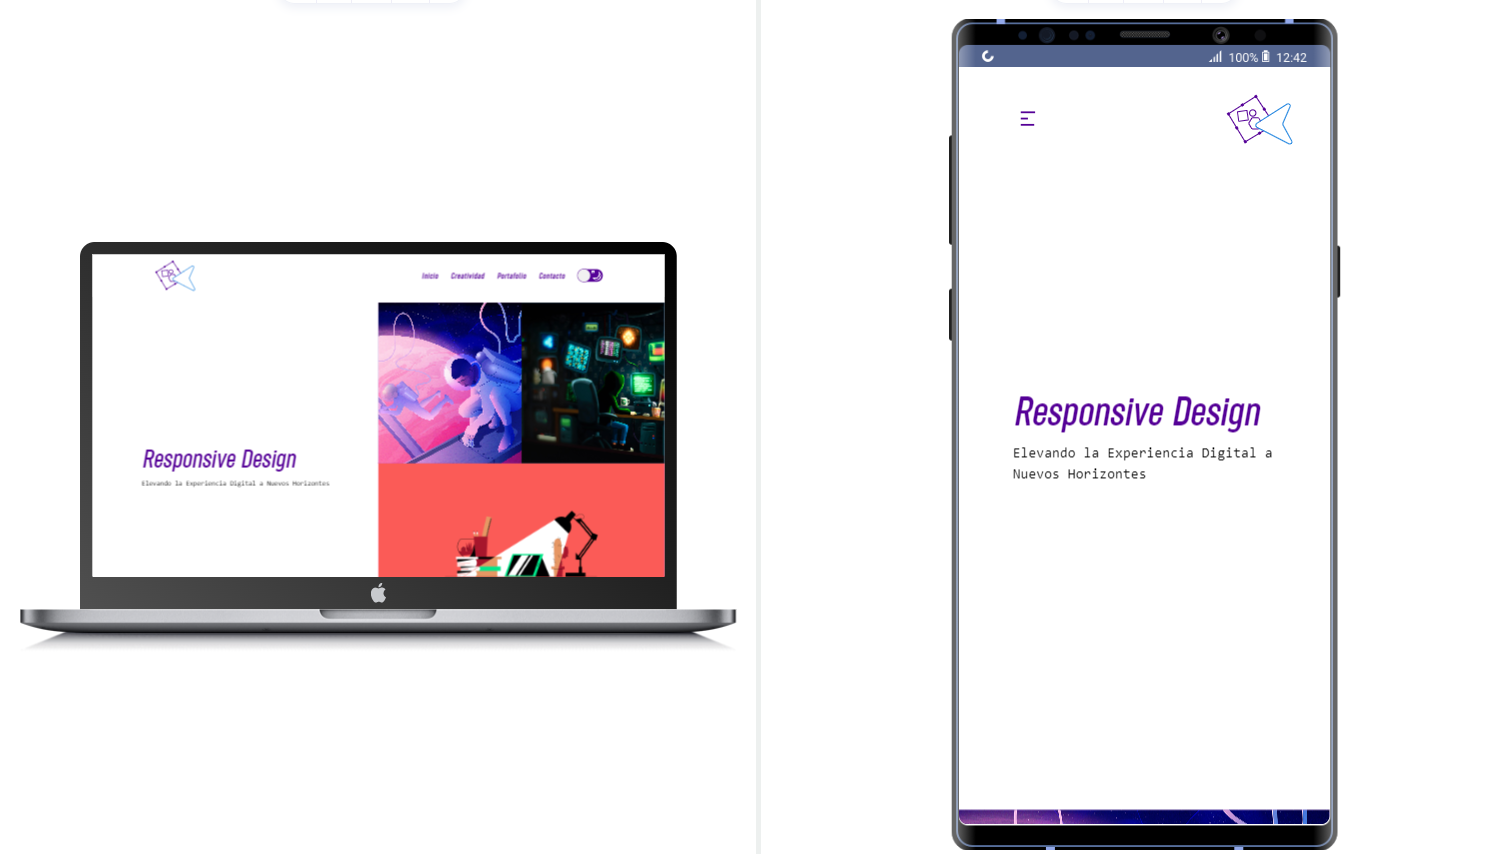 Inicio Creatividad Portafolio Contacto
Responsive Design
Elevando la Experiencia Digital a Nuevos Horizontes
100% 12:42
Responsive Design
Elevando la Experiencia Digital a
Nuevos Horizontes